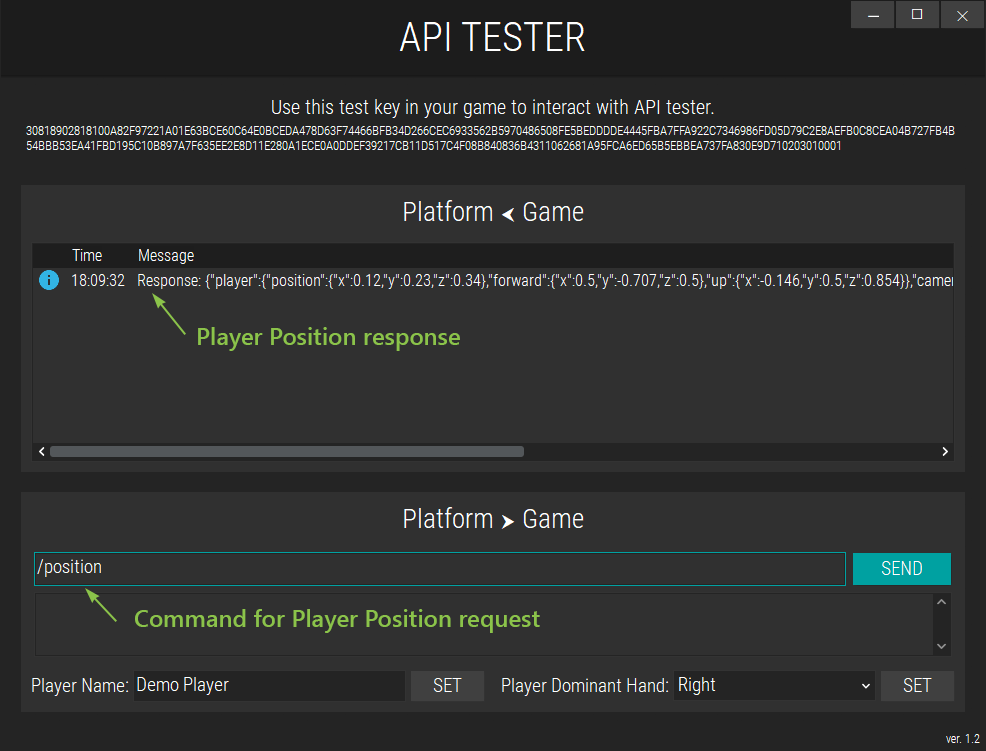 API TESTER
Use this test key in your game to interact with API tester.
30818902818100A82F97221A01E63BCE60C64E0BCEDA478D63F74466BFB34D266CEC6933562B5970486508FE5BEDDDDE4445FBA7FFA922C7346986FD05D79C2E8AEFB0C8CEA04B727FB4B
54BBB53EA41FBD195C10B897A7F635EE2E8D11E280A1ECE0A0DDEF39217CB11D517C4F08B840836B4311062681A95FCA6ED65B5EBBEA737FA830E9D710203010001
Platform < Game
Time Message
18:09:32 Response: {"player":{"position":{"x":0.12,"y":0.23,"z":0.34},"forward":{"x":0.5,"y":-0.707,"z":0.5},"up":{"x":-0.146,"y":0.5,"z":0.854}},"camer
Player Position response
Platform > Game
/position SEND
Command for Player Position request
Player Name: Demo Player SET Player Dominant Hand: Right SET
ver. 1.2